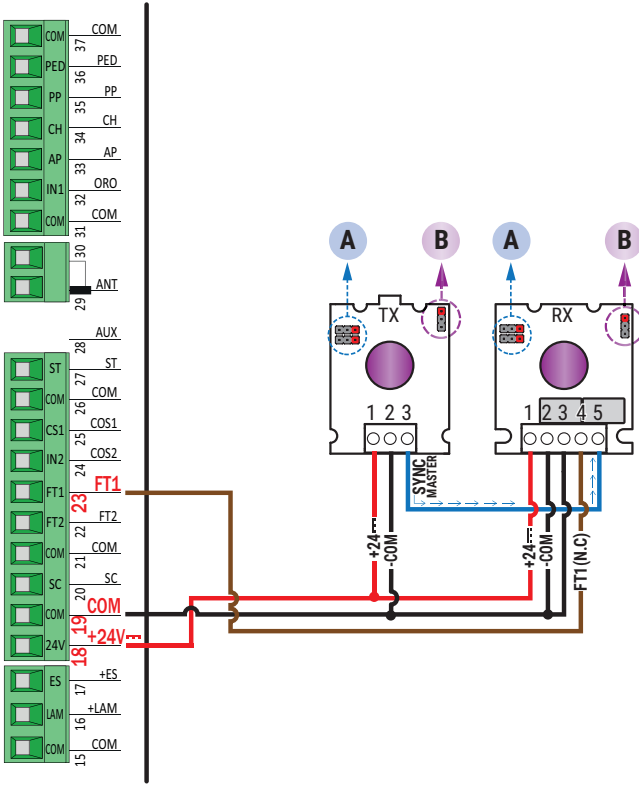 COM 37 COM
PED 36 PED
PP 35 PP
CH 34 CH
AP 33 AP
IN1 32 ORO
COM 31 COM
30
29 ANT
28 AUX
ST 27 ST
COM 26 COM
CS1 25 COS1
IN2 24 COS2
FT1 23 FT1
FT2 22 FT2
COM 21 COM
SC 20 SC
COM 19 COM
24V 18 +24V
ES 17 +ES
LAM 16 +LAM
COM 15 COM
A B A B
TX RX
1 2 3
1 2 3 4 5
SYNC
MASTER
+24
-COM
+24
-COM
FT1 (N.C)